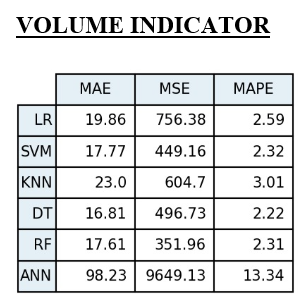 VOLUME INDICATOR
MAE MSE MAPE
LR 19.86 756.38 2.59
SVM 17.77 449.16 2.32
KNN 23.0 604.7 3.01
DT 16.81 496.73 2.22
RF 17.61 351.96 2.31
ANN 98.23 9649.13 13.34